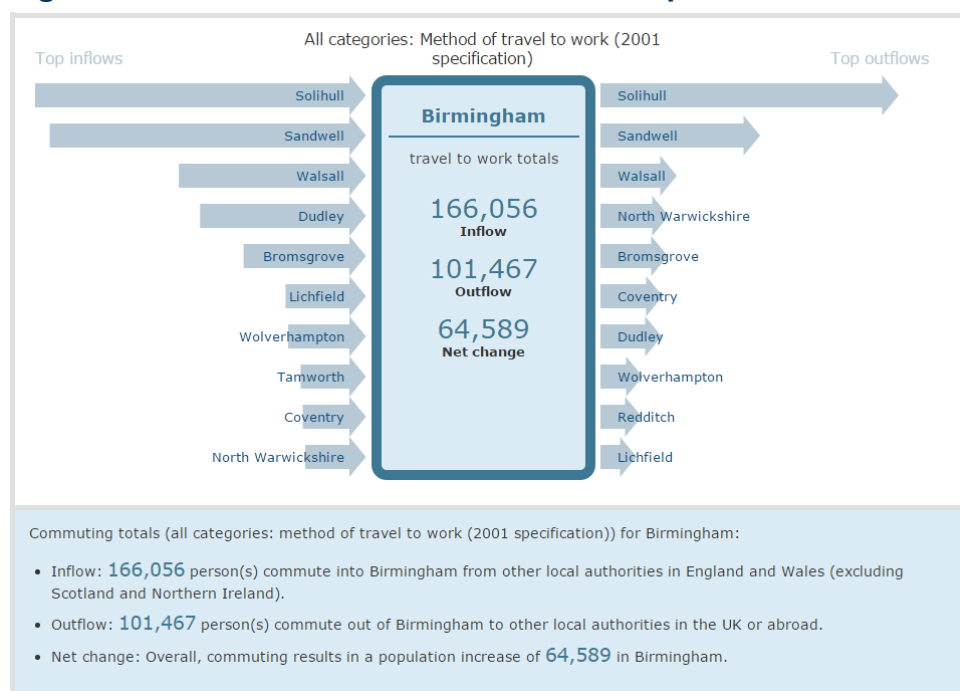 All categories: Method of travel to work (2001
specification)
Top inflows
Top outflows
Solihull
Sandwell
Walsall
Dudley
Bromsgrove
Lichfield
Wolverhampton
Tamworth
Coventry
North Warwickshire
Birmingham
travel to work totals
166,056
Inflow
101,467
Outflow
64,589
Net change
Solihull
Sandwell
Walsall
North Warwickshire
Bromsgrove
Coventry
Dudley
Wolverhampton
Redditch
Lichfield
Commuting totals (all categories: method of travel to work (2001 specification)) for Birmingham:
• Inflow: 166,056 person(s) commute into Birmingham from other local authorities in England and Wales (excluding
Scotland and Northern Ireland).
• Outflow: 101,467 person(s) commute out of Birmingham to other local authorities in the UK or abroad.
• Net change: Overall, commuting results in a population increase of 64,589 in Birmingham.